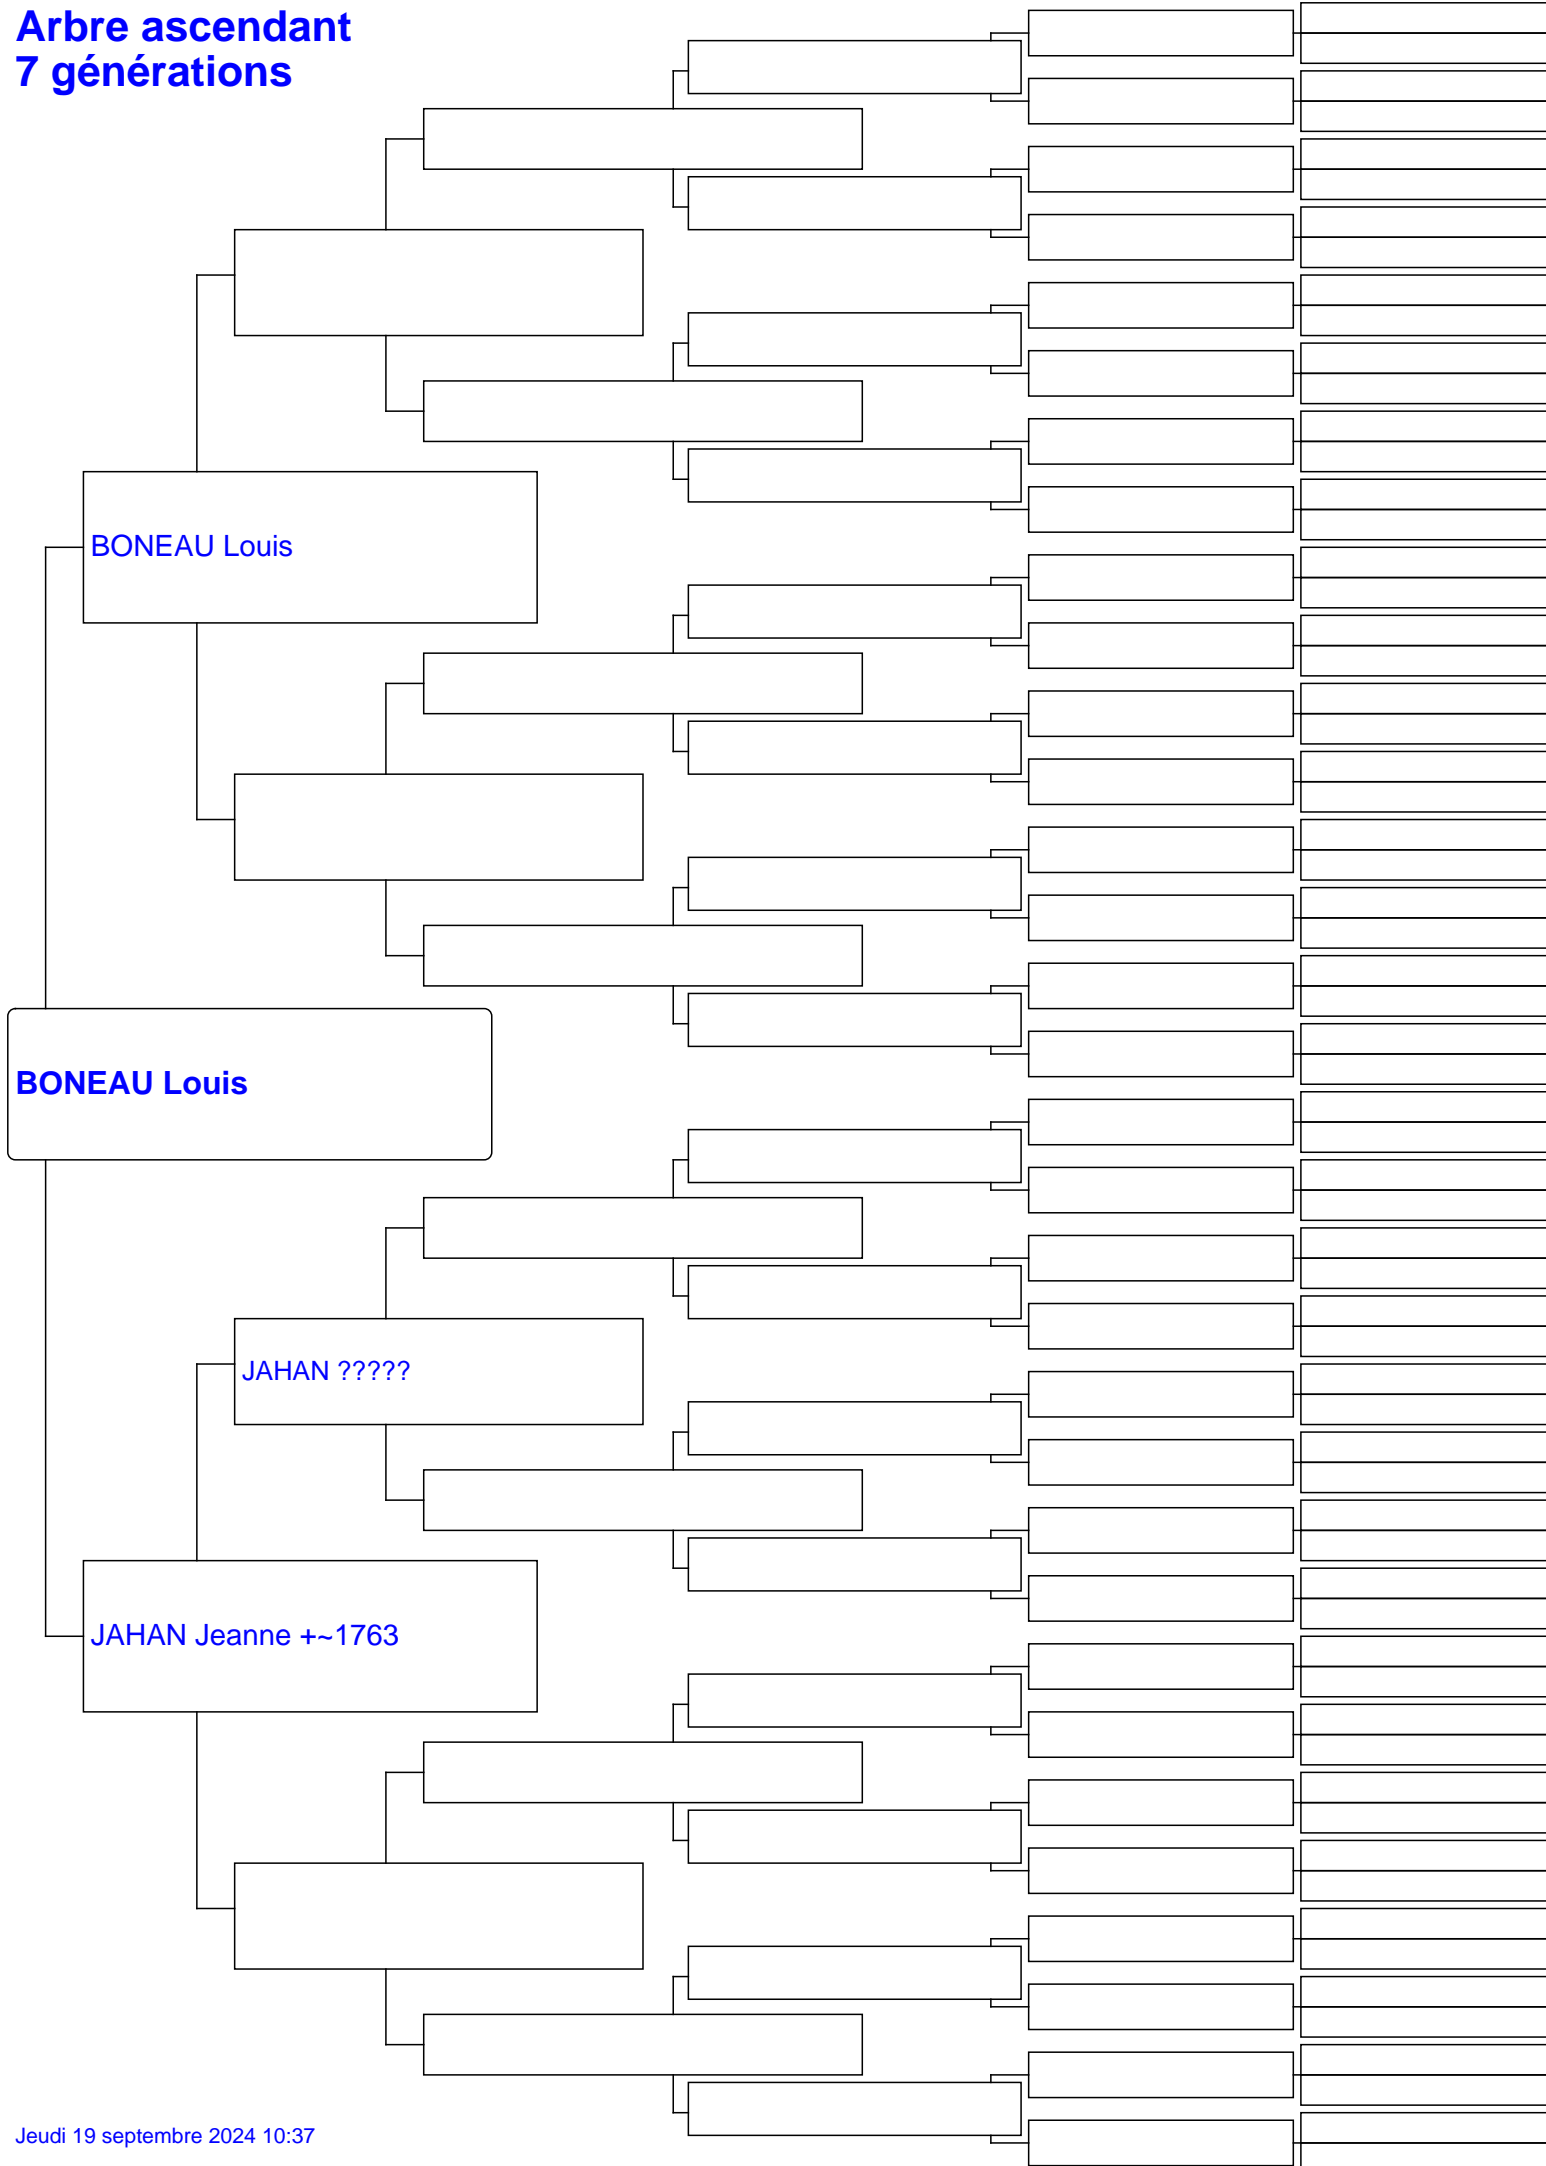 Arbre ascendant
7 générations
BONEAU Louis
BONEAU Louis
JAHAN ?????
JAHAN Jeanne +~1763
Jeudi 19 septembre 2024 10:37